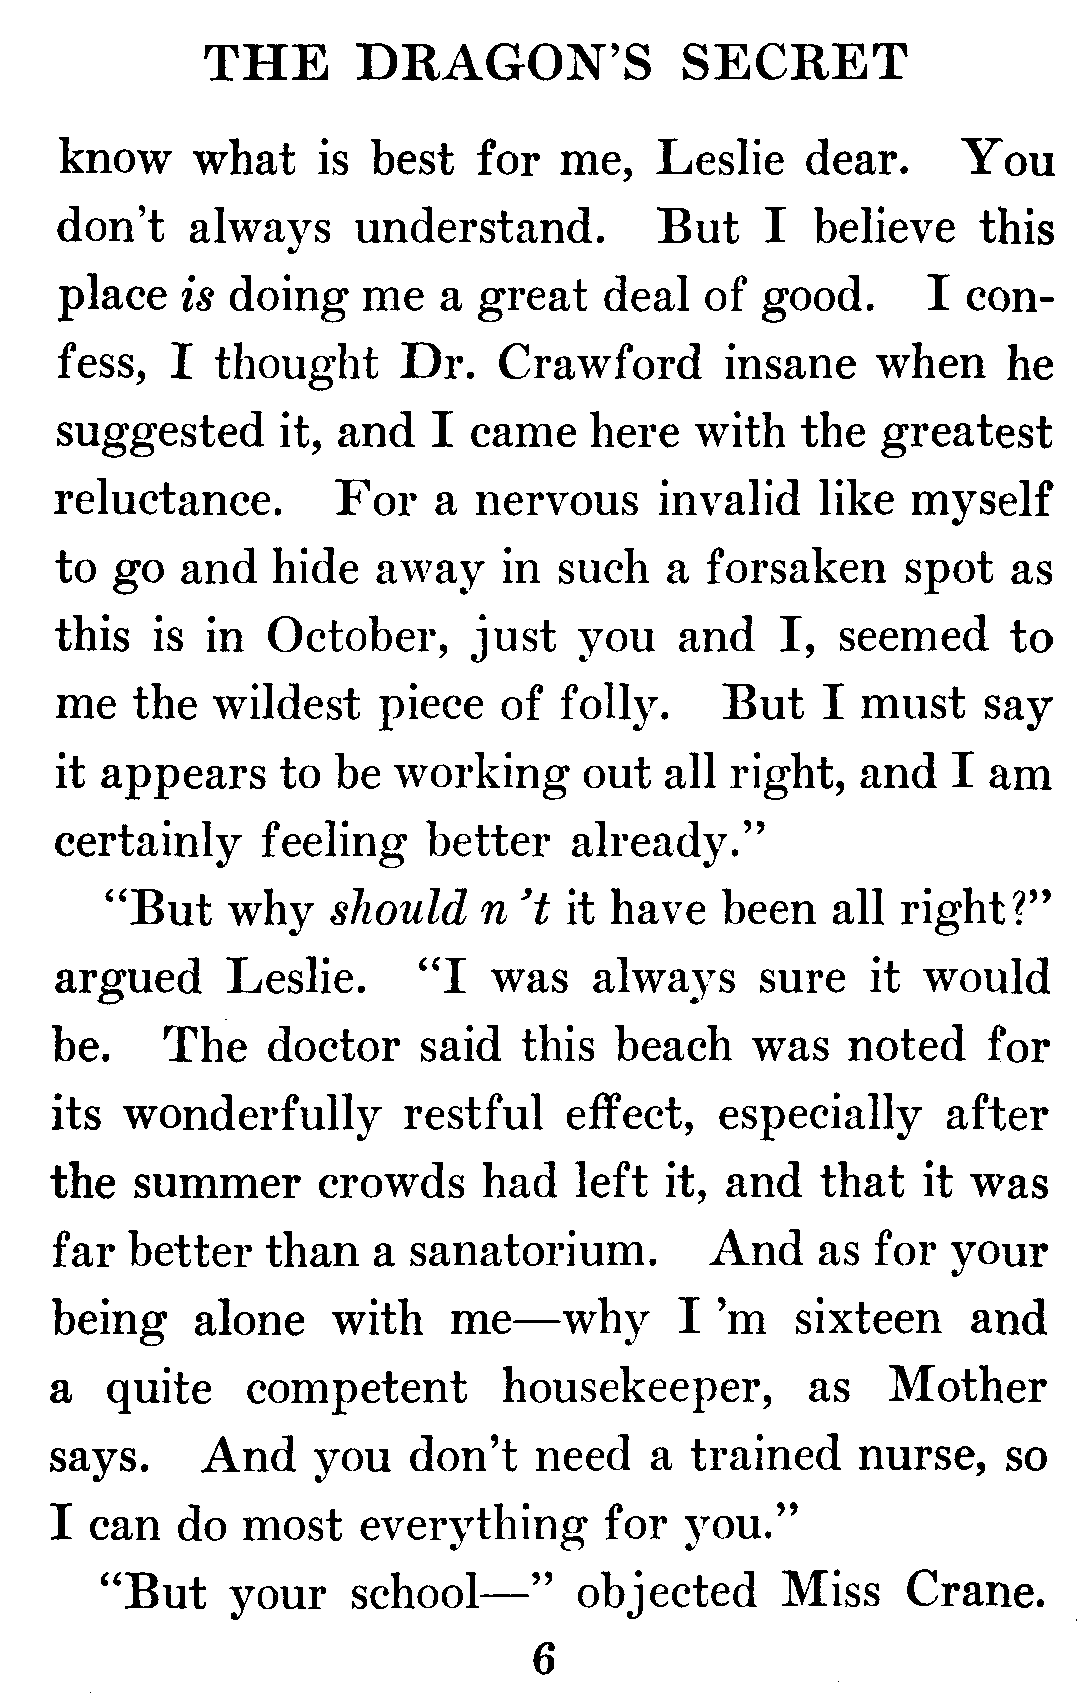 THE DRAGON'S SECRET
know what is best for me, Leslie dear. You
don't always understand. But I believe this
place is doing me a great deal of good. I con-
fess, I thought Dr. Crawford insane when he
suggested it, and I came here with the greatest
reluctance. For a nervous invalid like myself
to go and hide away in such a forsaken spot as
this is in October, just you and I, seemed to
me the wildest piece of folly. But I must say
it appears to be working out all right, and I am
certainly feeling better already."
"But why should n't it have been all right?"
argued Leslie. "I was always sure it would
be. The doctor said this beach was noted for
its wonderfully restful effect, especially after
the summer crowds had left it, and that it was
far better than a sanatorium. And as for your
being alone with me—why I 'm sixteen and
a quite competent housekeeper, as Mother
says. And you don't need a trained nurse, so
I can do most everything for you."
"But your school—" objected Miss Crane.
6